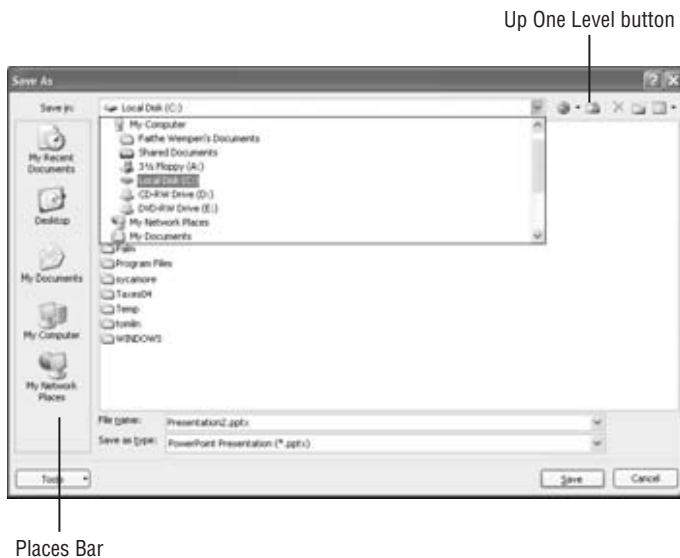 Up One Level button
Save As
Save in:
Local Disk (C:)
My Computer
Faithe Wempen's Documents
Shared Documents
3½ Floppy (A:)
Local Disk (C:)
CD-RW Drive (D:)
DVD-RW Drive (E:)
My Network Places
My Documents
Palm
Program Files
sycamore
Taxes04
Temp
tomlin
WINDOWS
My Recent Documents
Desktop
My Documents
My Computer
My Network Places
File name:
Presentation2.pptx
Save as type:
PowerPoint Presentation (*.pptx)
Tools
Save
Cancel
Places Bar